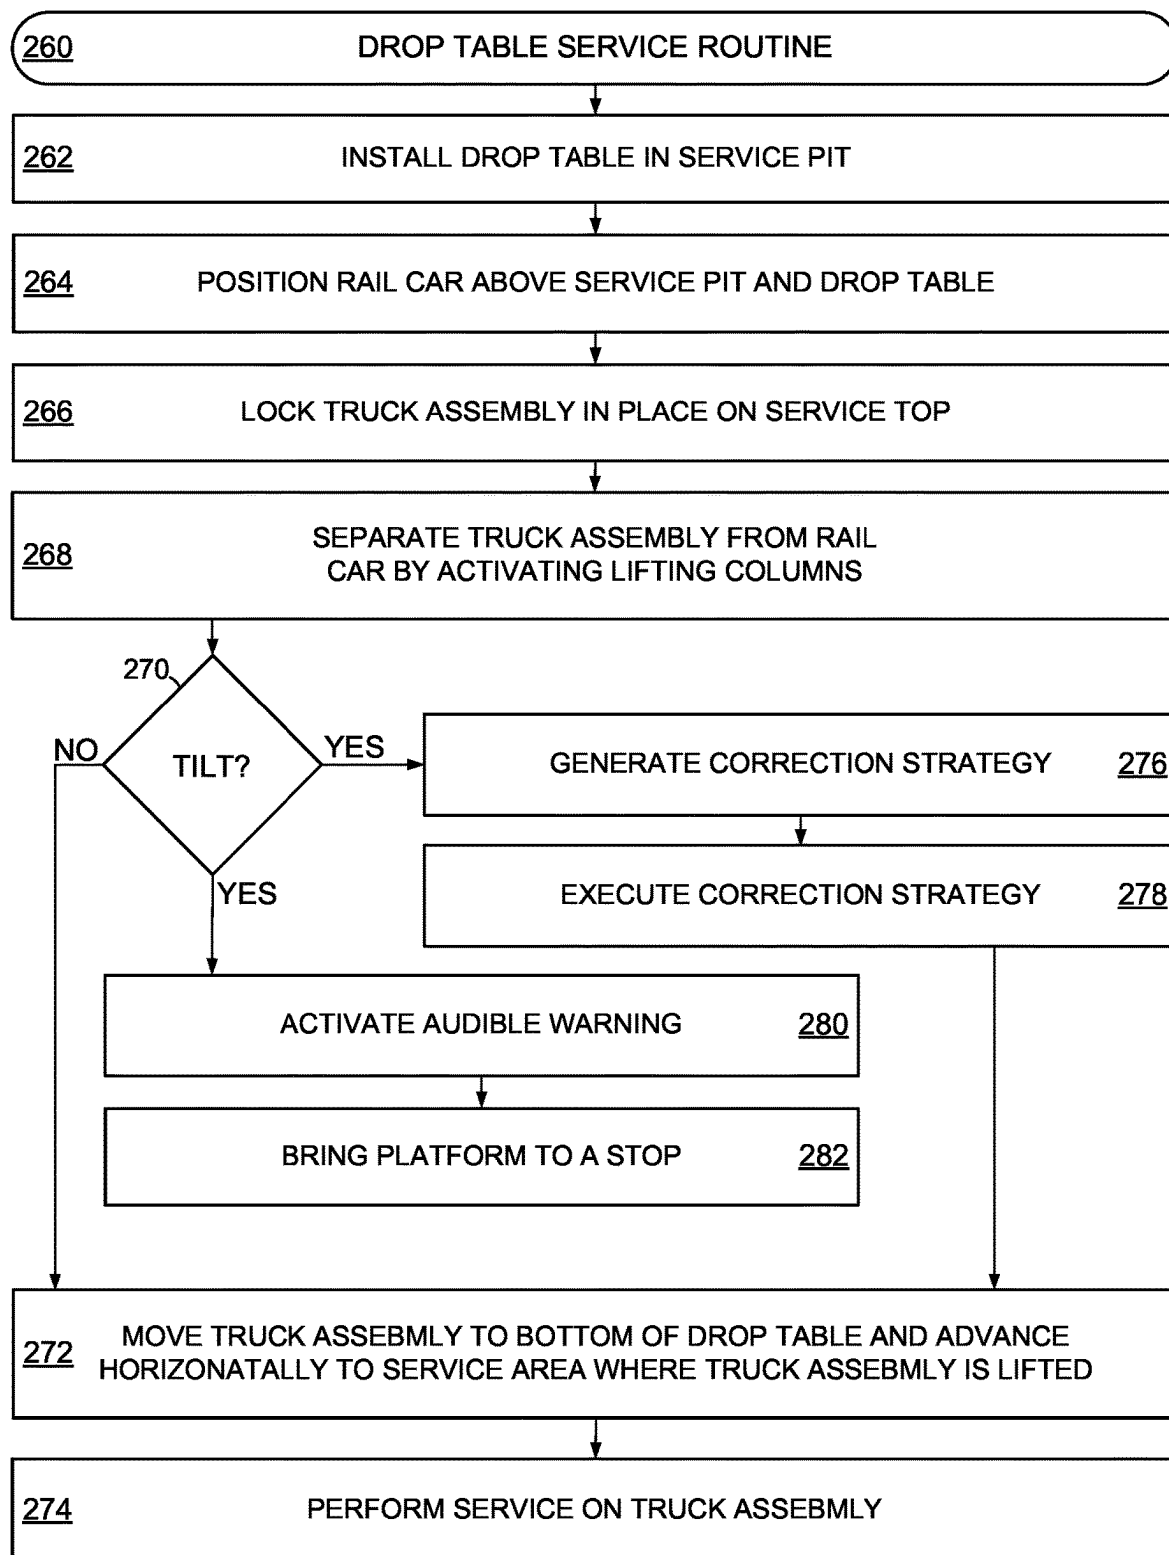 260 DROP TABLE SERVICE ROUTINE
262 INSTALL DROP TABLE IN SERVICE PIT
264 POSITION RAIL CAR ABOVE SERVICE PIT AND DROP TABLE
266 LOCK TRUCK ASSEMBLY IN PLACE ON SERVICE TOP
268 SEPARATE TRUCK ASSEMBLY FROM RAIL
CAR BY ACTIVATING LIFTING COLUMNS
270
NO TILT? YES
YES
GENERATE CORRECTION STRATEGY 276
EXECUTE CORRECTION STRATEGY 278
ACTIVATE AUDIBLE WARNING 280
BRING PLATFORM TO A STOP 282
272 MOVE TRUCK ASSEBMLY TO BOTTOM OF DROP TABLE AND ADVANCE
HORIZONATALLY TO SERVICE AREA WHERE TRUCK ASSEBMLY IS LIFTED
274 PERFORM SERVICE ON TRUCK ASSEBMLY